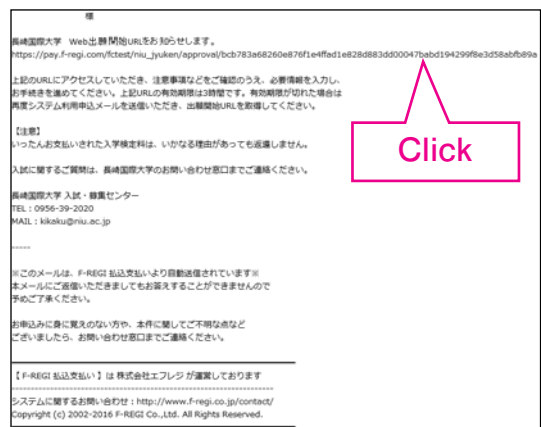 様
長崎国際大学　Web出願開始URLをお知らせします。
https://pay.f-regi.com/fctest/niu_jyuken/approval/bcb783a68260e876f1e4ffad1e828d883dd00047babd194299f8e3d58abfb89a
上記のURLにアクセスしていただき、注意事項などをご確認のうえ、必要情報を入力し、
お手続きを進めてください。上記URLの有効期限は3時間です。有効期限が切れた場合は
再度システム利用申込メールを送信いただき、出願開始URLを取得してください。
【注意】
いったんお支払いされた入学検定料は、いかなる理由があっても返還しません。
Click
入試に関するご質問は、長崎国際大学のお問い合わせ窓口までご連絡ください。
長崎国際大学 入試・募集センター
TEL：0956-39-2020
MAIL：kikaku@niu.ac.jp
-----
※このメールは、F-REGI 払込支払いより自動送信されています※
本メールにご返信いただきましてもお答えすることができませんので
予めご了承ください。
お申込みに身に覚えのない方や、本件に関してご不明な点など
ございましたら、お問い合わせ窓口までご連絡ください。
【 F-REGI 払込支払い 】は 株式会社エフレジ が運営しております
システムに関するお問い合わせ：http://www.f-regi.co.jp/contact/
Copyright (c) 2002-2016 F-REGI Co.,Ltd. All Rights Reserved.